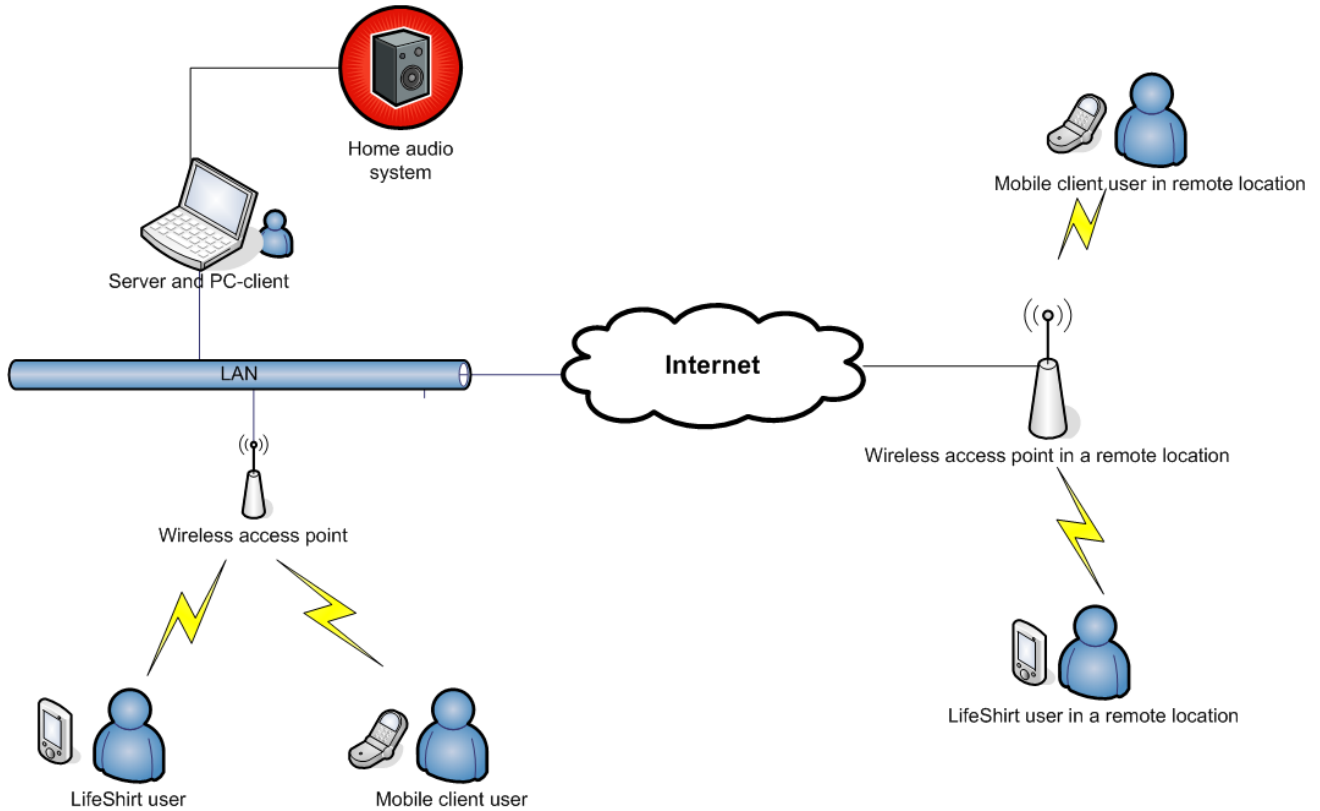 Home audio
system
Mobile client user in remote location
Server and PC-client
LAN
Internet
Wireless access point in a remote location
Wireless access point
LifeShirt user in a remote location
LifeShirt user
Mobile client user